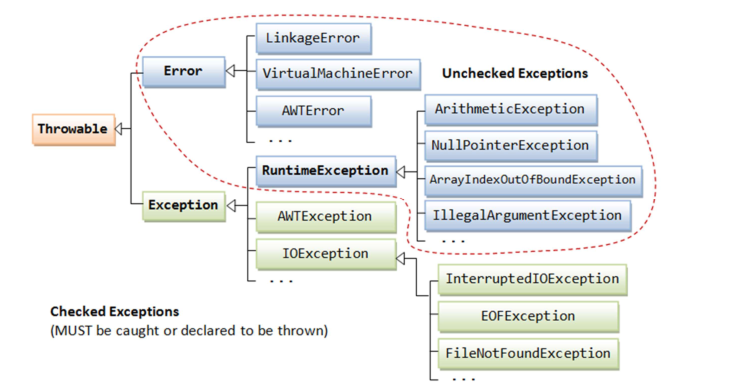 LinkageError
Error
VirtualMachineError
Unchecked Exceptions
AWTError
ArithmeticException
...
Throwable
NullPointerException
RuntimeException
ArrayIndexOutOfBoundException
Exception
AWTException
IllegalArgumentException
...
IOException
...
InterruptedIOException
Checked Exceptions
(MUST be caught or declared to be thrown)
EOFException
FileNotFoundException
...